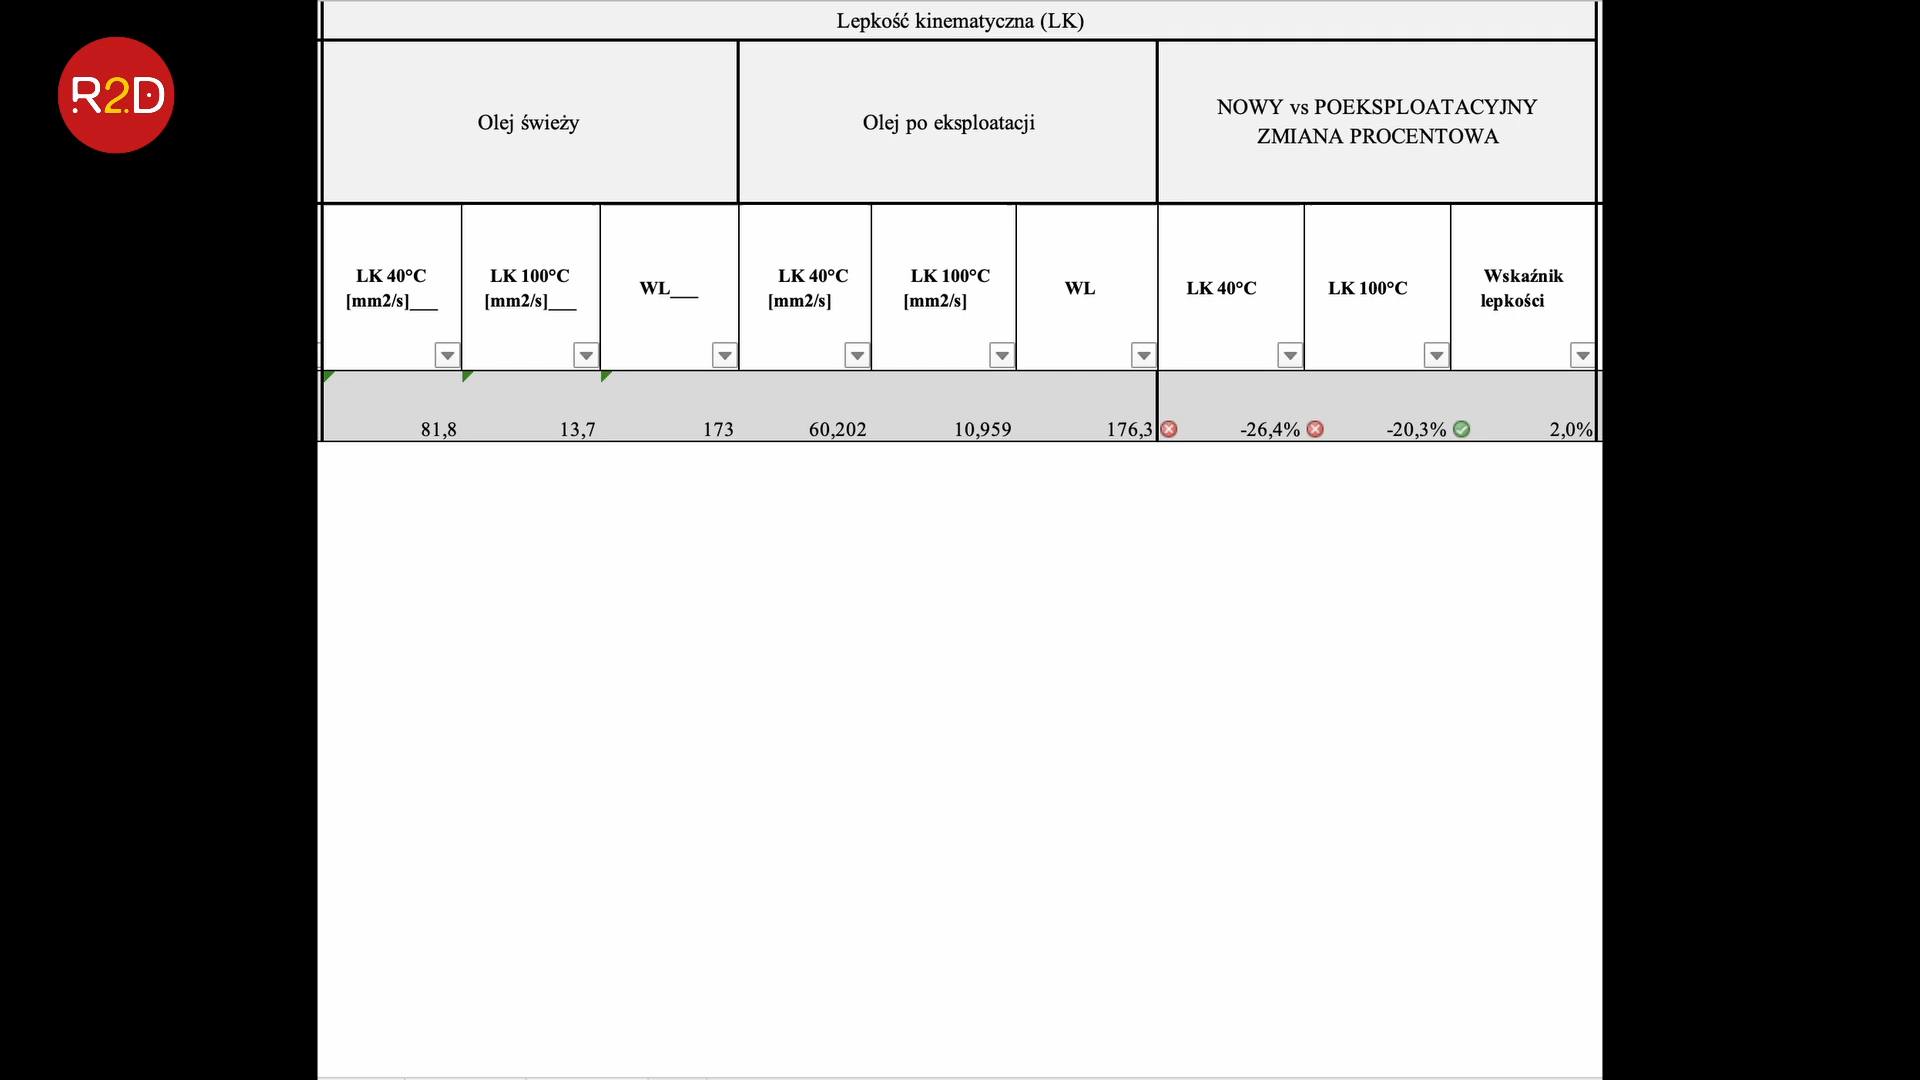 R2D
Lepkość kinematyczna (LK)
Olej świeży
Olej po eksploatacji
NOWY vs POEKSPLOATACYJNY
ZMIANA PROCENTOWA
LK 40°C
[mm2/s]___
LK 100°C
[mm2/s]___
WL___
LK 40°C
[mm2/s]
LK 100°C
[mm2/s]
WL
LK 40°C
LK 100°C
Wskaźnik
lepkości
81,8 13,7 173 60,202 10,959 176,3 -26,4% -20,3% 2,0%